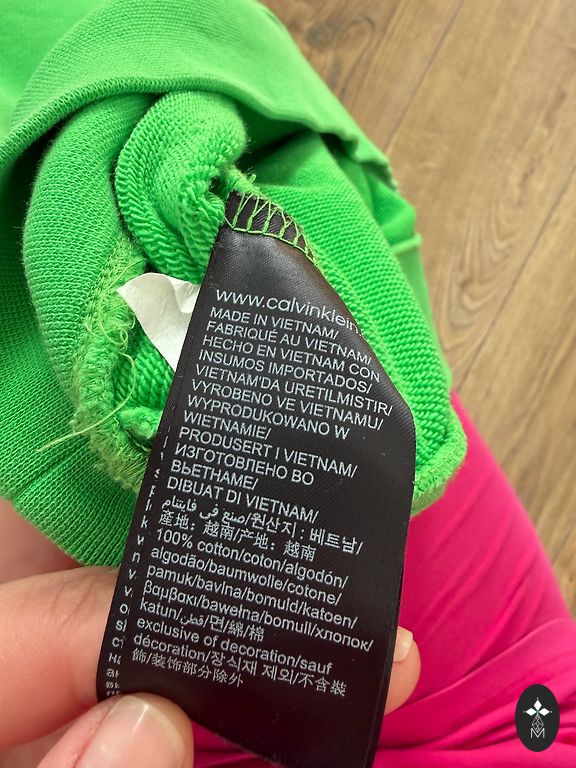 www.calvinklein
MADE IN VIETNAM/
FABRIQUÉ AU VIETNAM/
HECHO EN VIETNAM CON
INSUMOS IMPORTADOS/
VIETNAM'DA URETILMISTIR/
VYROBENO VE VIETNAMU/
WYPRODUKOWANO W
WIETNAMIE/
PRODUSERT I VIETNAM/
ИЗГОТОВЛЕНО ВО
ВЬЕТНАМЕ/
DIBUAT DI VIETNAM/
صنع في فايتنام/원산지 : 베트남/
產地：越南/产地：越南
100% cotton/coton/algodón/
algodão/baumwolle/cotone/
pamuk/bavlna/bomuld/katoen/
βαμβακι/bawełna/bomull/хлопок/
katun/قطن/면/綿/棉
exclusive of decoration/sauf
décoration/장식재 제외/不含裝
飾/装饰部分除外